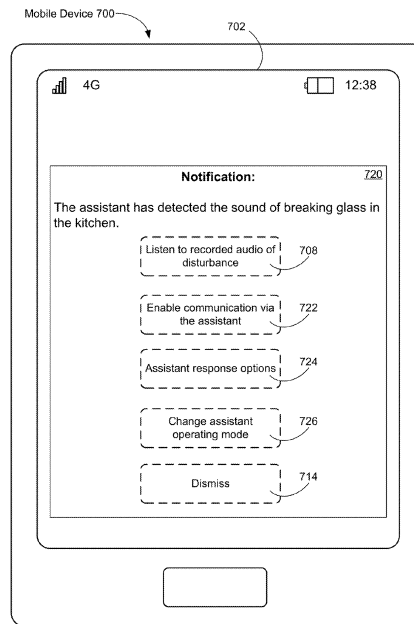 Mobile Device 700
702
4G
12:38
Notification:
720
The assistant has detected the sound of breaking glass in
the kitchen.
Listen to recorded audio of
disturbance
708
Enable communication via
the assistant
722
Assistant response options
724
Change assistant
operating mode
726
Dismiss
714